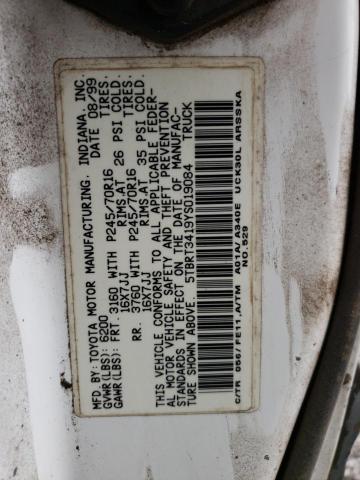 MFD. BY: TOYOTA MOTOR MANUFACTURING. INDIANA, INC.
GVWR(LBS): 6200 08/99
GAWR(LBS): FRT. 3160 WITH P245/70R16 TIRES.
16X7JJ RIMS.AT 26 PSI COLD.
RR. 3760 WITH P245/70R16 TIRES.
16X7JJ RIMS.AT 35 PSI COLD.
THIS VEHICLE CONFORMS TO ALL APPLICABLE FEDER-
AL MOTOR VEHICLE SAFETY AND THEFT PREVENTION
STANDARDS IN EFFECT ON THE DATE OF MANUFAC-
TURE SHOWN ABOVE. 5TBRT3419YS019084 TRUCK
C/TR 056/FE11.A/TM A01A/A340E UCK30L ARSSKA
NO.529